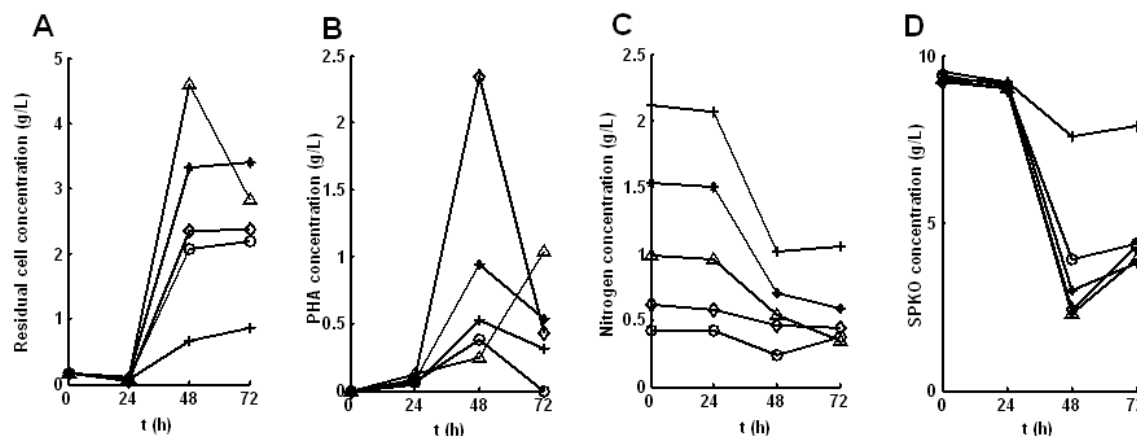 A
B
C
D
Residual cell concentration (g/L)
5
4
3
2
1
0
0 24 48 72
t (h)
PHA concentration (g/L)
2.5
2
1.5
1
0.5
0
0 24 48 72
t (h)
Nitrogen concentration (g/L)
2.5
2
1.5
1
0.5
0
0 24 48 72
t (h)
SPKO concentration (g/L)
10
5
0
0 24 48 72
t (h)